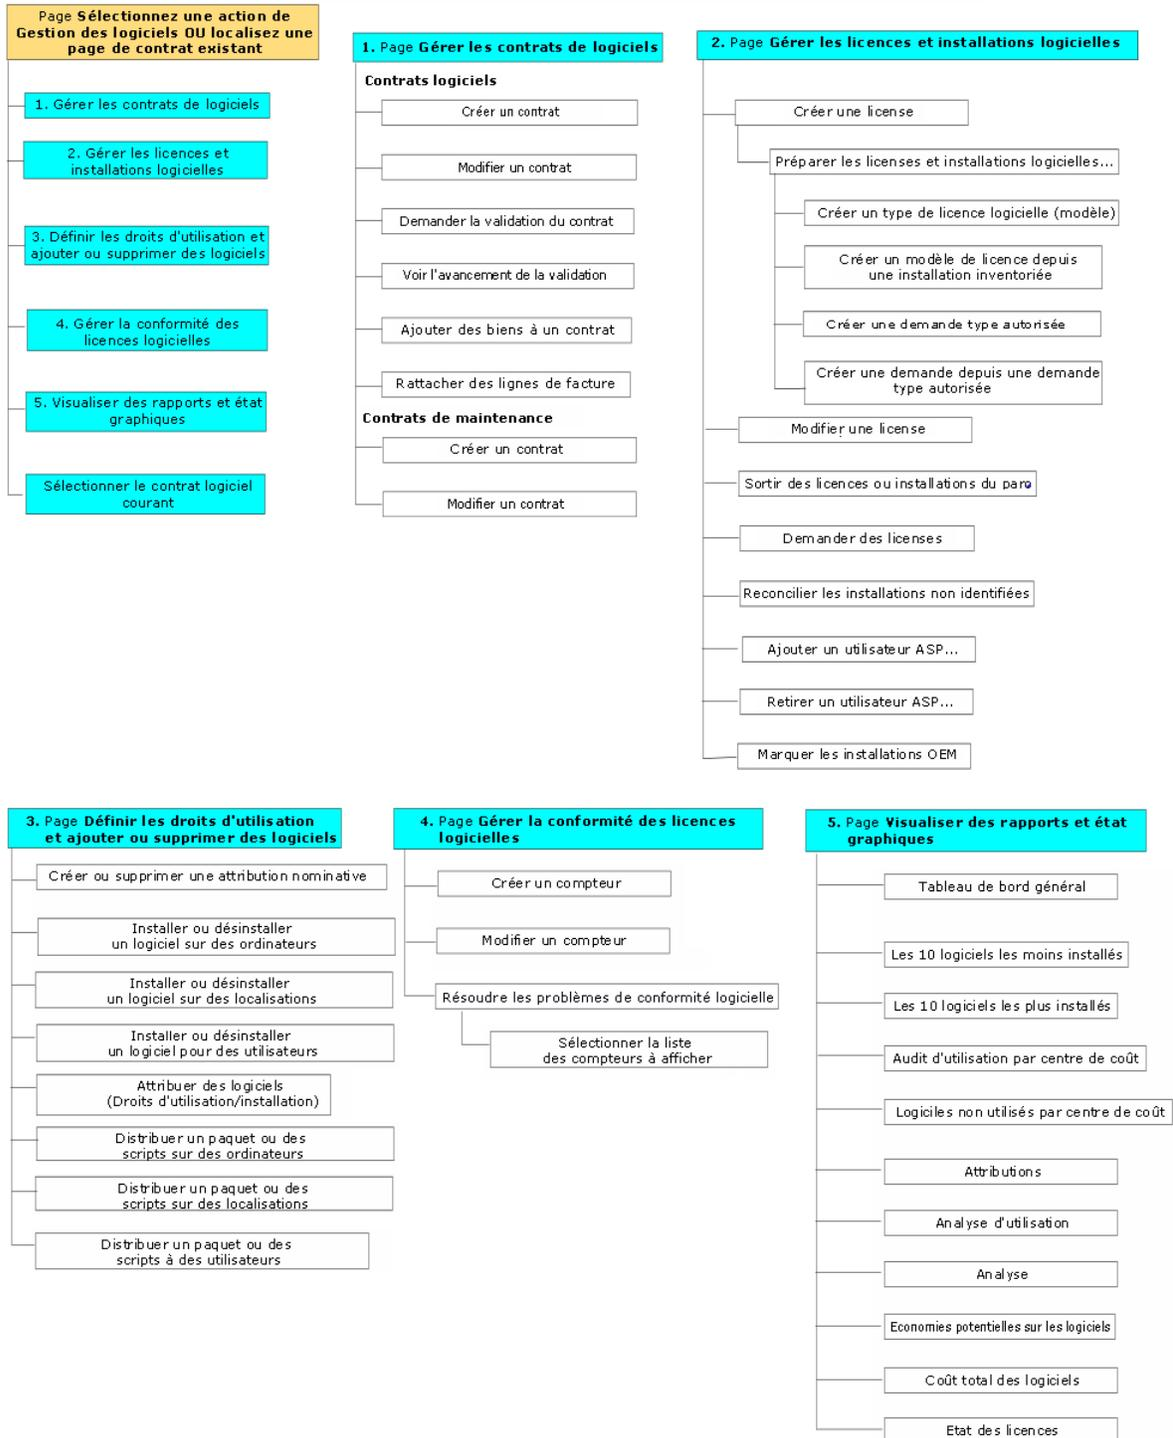 Page Sélectionnez une action de
Gestion des logiciels OU localisez une
page de contrat existant
1. Gérer les contrats de logiciels
2. Gérer les licences et
installations logicielles
3. Définir les droits d'utilisation et
ajouter ou supprimer des logiciels
4. Gérer la conformité des
licences logicielles
5. Visualiser des rapports et état
graphiques
Sélectionner le contrat logiciel
courant
1. Page Gérer les contrats de logiciels
Contrats logiciels
Créer un contrat
Modifier un contrat
Demander la validation du contrat
Voir l'avancement de la validation
Ajouter des biens à un contrat
Rattacher des lignes de facture
Contrats de maintenance
Créer un contrat
Modifier un contrat
2. Page Gérer les licences et installations logicielles
Créer une license
Préparer les licenses et installations logicielles...
Créer un type de licence logicielle (modèle)
Créer un modèle de licence depuis
une installation inventoriée
Créer une demande type autorisée
Créer une demande depuis une demande
type autorisée
Modifier une license
Sortir des licences ou installations du parc
Demander des licenses
Reconcilier les installations non identifiées
Ajouter un utilisateur ASP...
Retirer un utilisateur ASP...
Marquer les installations OEM
3. Page Définir les droits d'utilisation
et ajouter ou supprimer des logiciels
Créer ou supprimer une attribution nominative
Installer ou désinstaller
un logiciel sur des ordinateurs
Installer ou désinstaller
un logiciel sur des localisations
Installer ou désinstaller
un logiciel pour des utilisateurs
Attribuer des logiciels
(Droits d'utilisation/installation)
Distribuer un paquet ou des
scripts sur des ordinateurs
Distribuer un paquet ou des
scripts sur des localisations
Distribuer un paquet ou des
scripts à des utilisateurs
4. Page Gérer la conformité des licences
logicielles
Créer un compteur
Modifier un compteur
Résoudre les problèmes de conformité logicielle
Sélectionner la liste
des compteurs à afficher
5. Page Visualiser des rapports et état
graphiques
Tableau de bord général
Les 10 logiciels les moins installés
Les 10 logiciels les plus installés
Audit d'utilisation par centre de coût
Logiciles non utilisés par centre de coût
Attributions
Analyse d'utilisation
Analyse
Economies potentielles sur les logiciels
Coût total des logiciels
Etat des licences